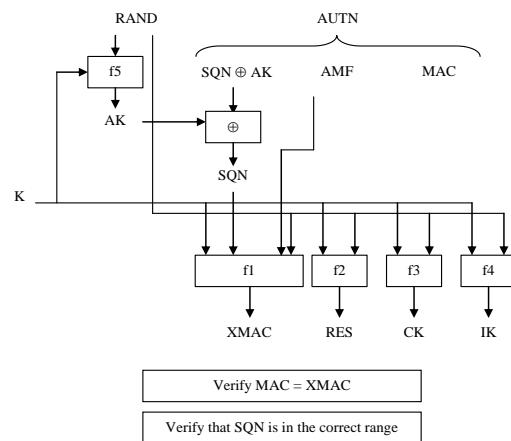 RAND AUTN
f5 SQN ⊕ AK AMF MAC
AK ⊕
SQN
K
f1 f2 f3 f4
XMAC RES CK IK
Verify MAC = XMAC
Verify that SQN is in the correct range